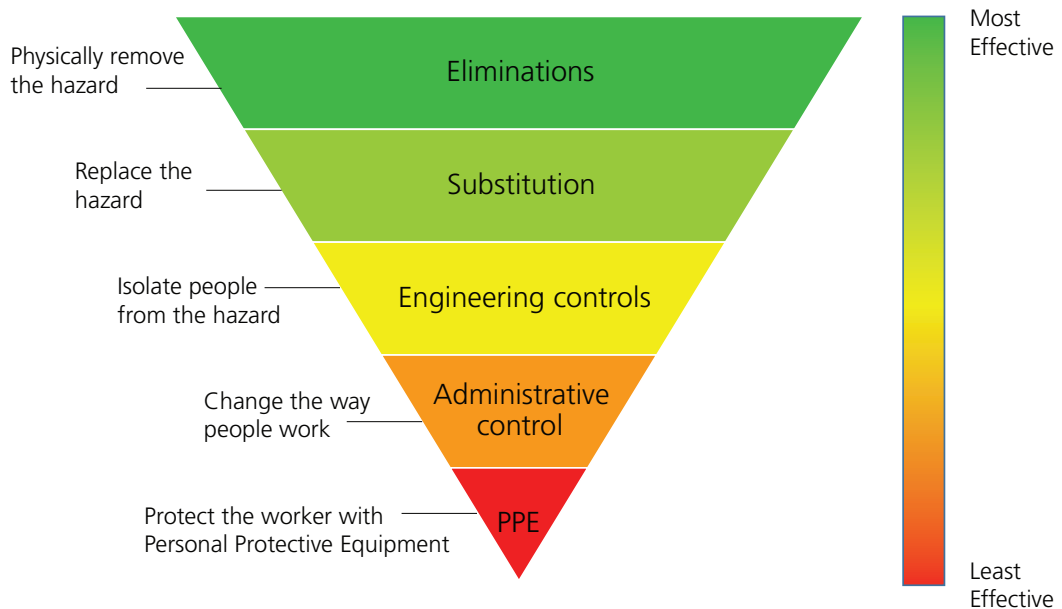 Most
Effective
Physically remove
the hazard
Eliminations
Replace the
hazard
Substitution
Isolate people
from the hazard
Engineering controls
Change the way
people work
Administrative
control
Protect the worker with
Personal Protective Equipment
PPE
Least
Effective